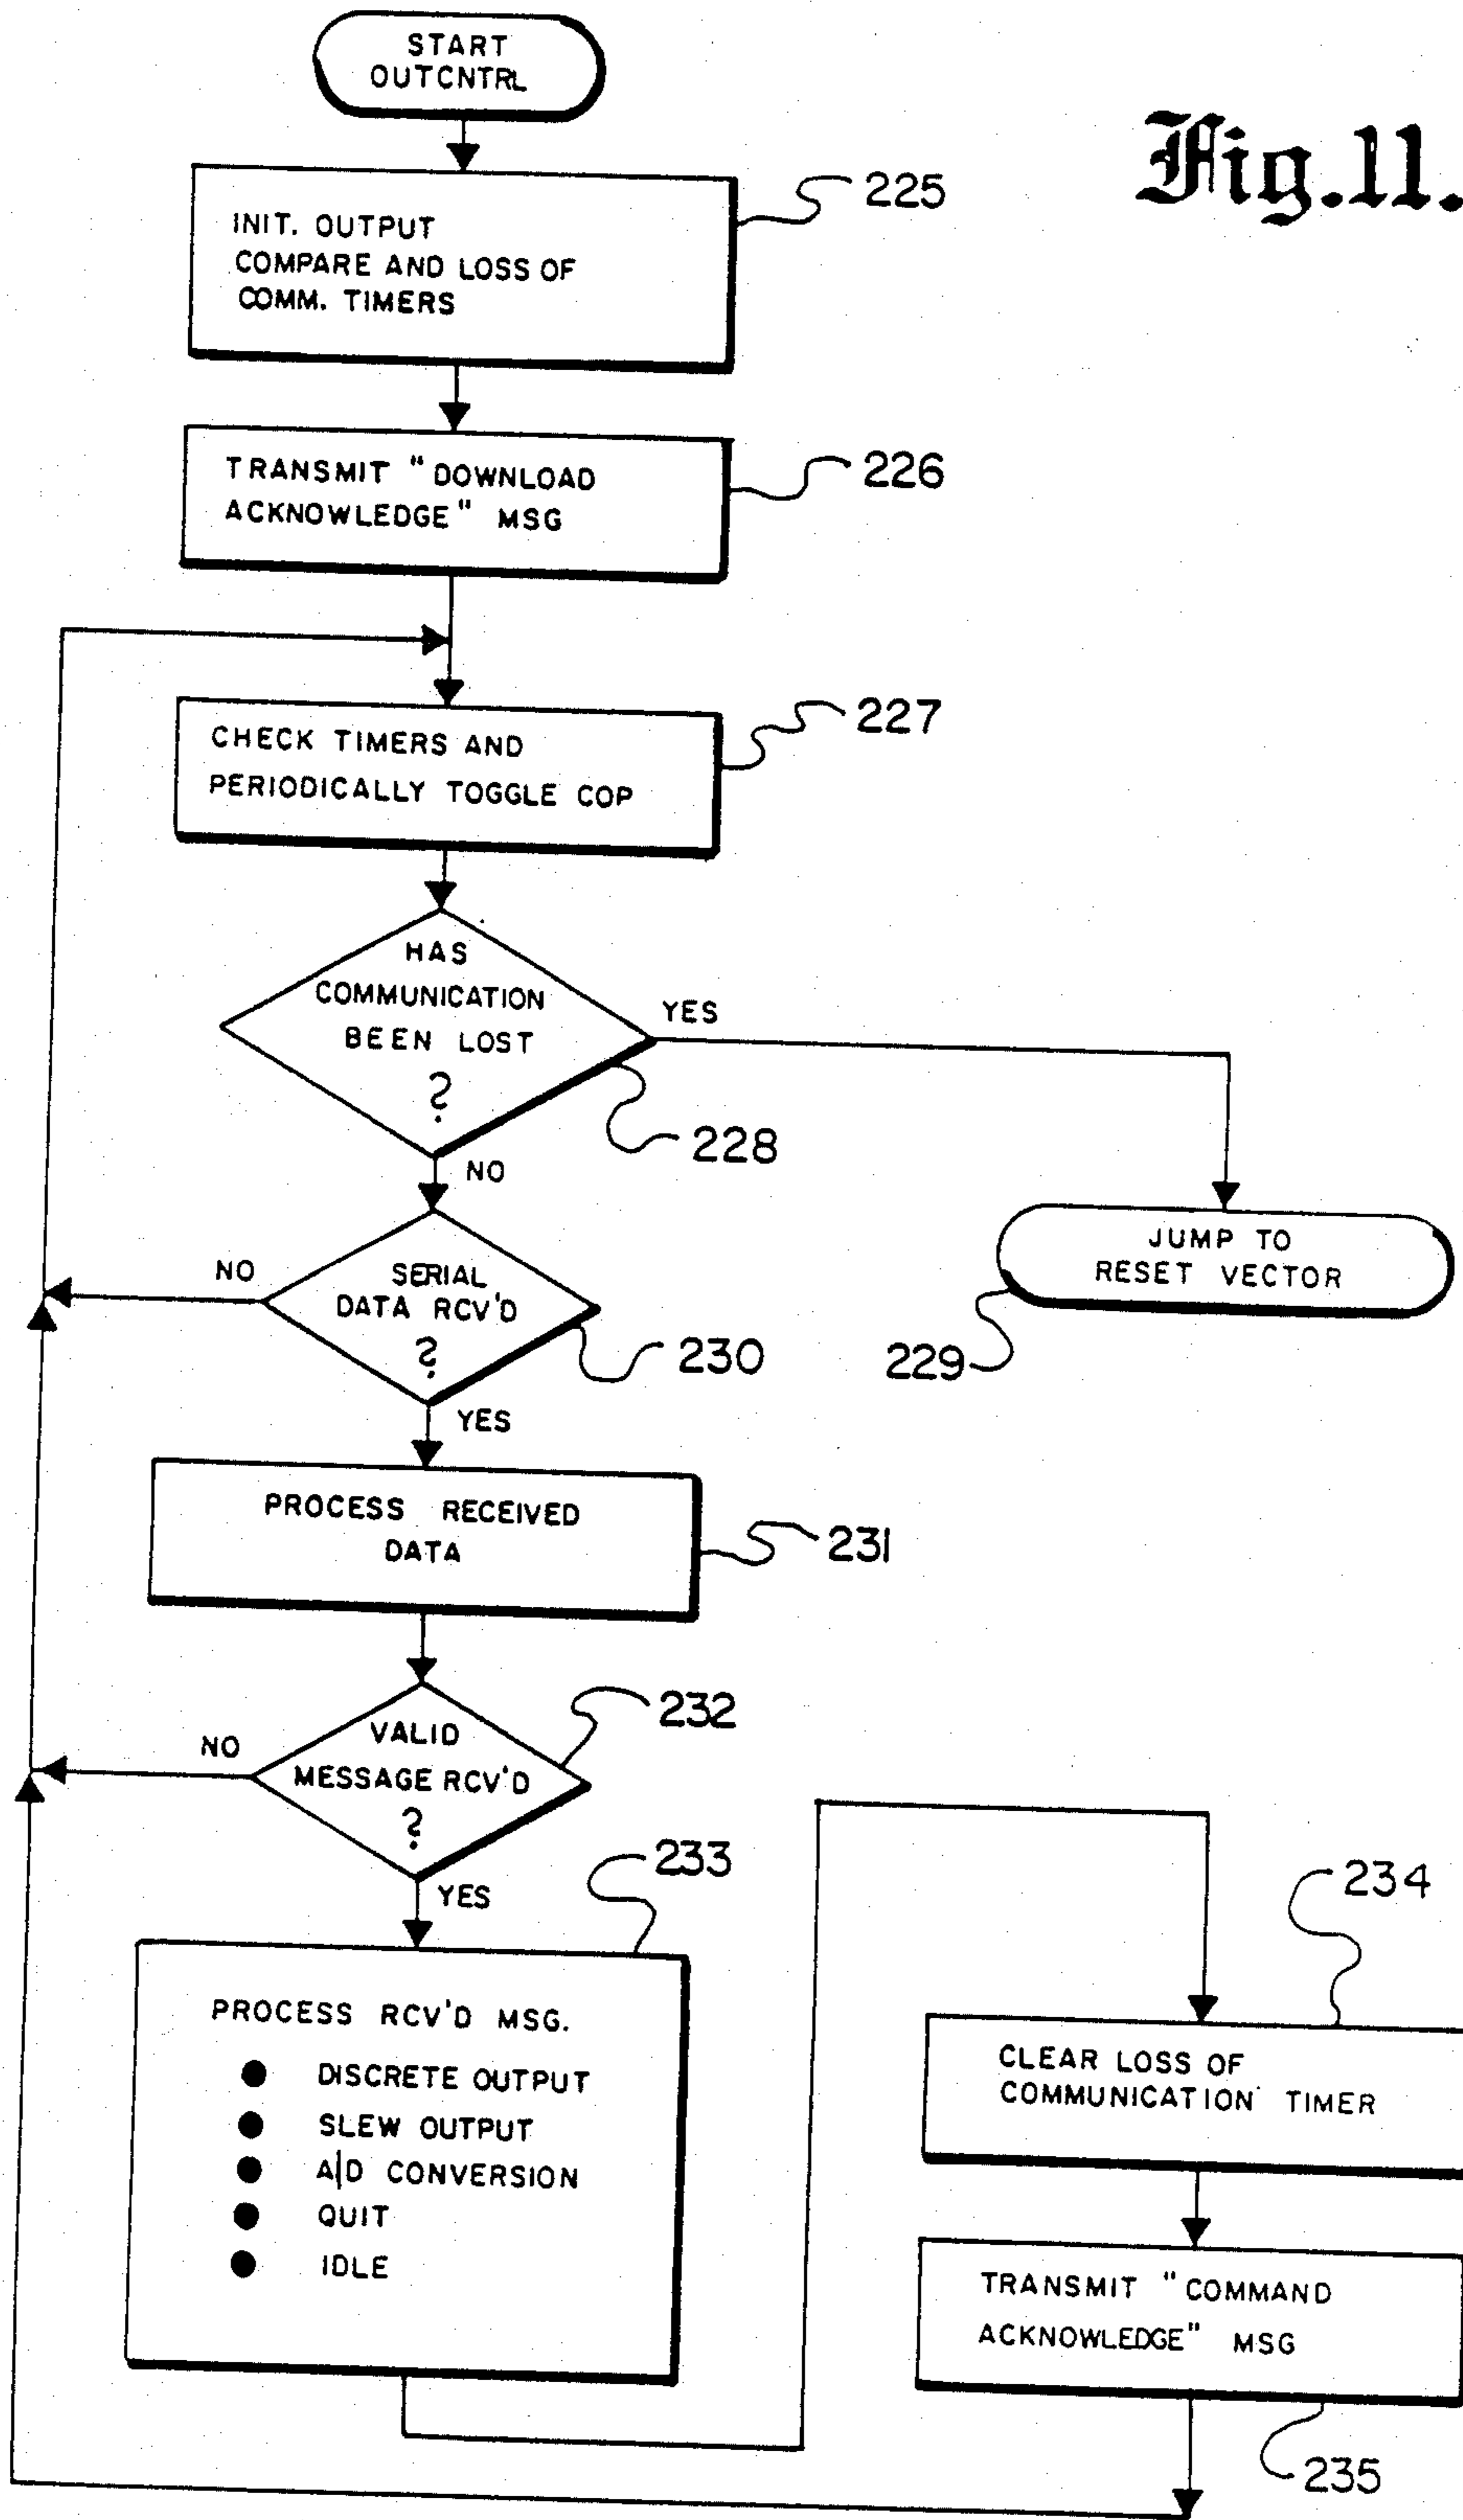 START
OUTCNTRL
Fig.11.
INIT. OUTPUT
COMPARE AND LOSS OF
COMM. TIMERS
225
TRANSMIT "DOWNLOAD
ACKNOWLEDGE" MSG
226
CHECK TIMERS AND
PERIODICALLY TOGGLE COP
227
HAS
COMMUNICATION
BEEN LOST
?
YES
228
NO
JUMP TO
RESET VECTOR
229
NO
SERIAL
DATA RCV'D
?
230
YES
PROCESS RECEIVED
DATA
231
NO
VALID
MESSAGE RCV'D
?
232
YES
233
PROCESS RCV'D MSG.
● DISCRETE OUTPUT
● SLEW OUTPUT
● A/D CONVERSION
● QUIT
● IDLE
234
CLEAR LOSS OF
COMMUNICATION TIMER
TRANSMIT "COMMAND
ACKNOWLEDGE" MSG
235